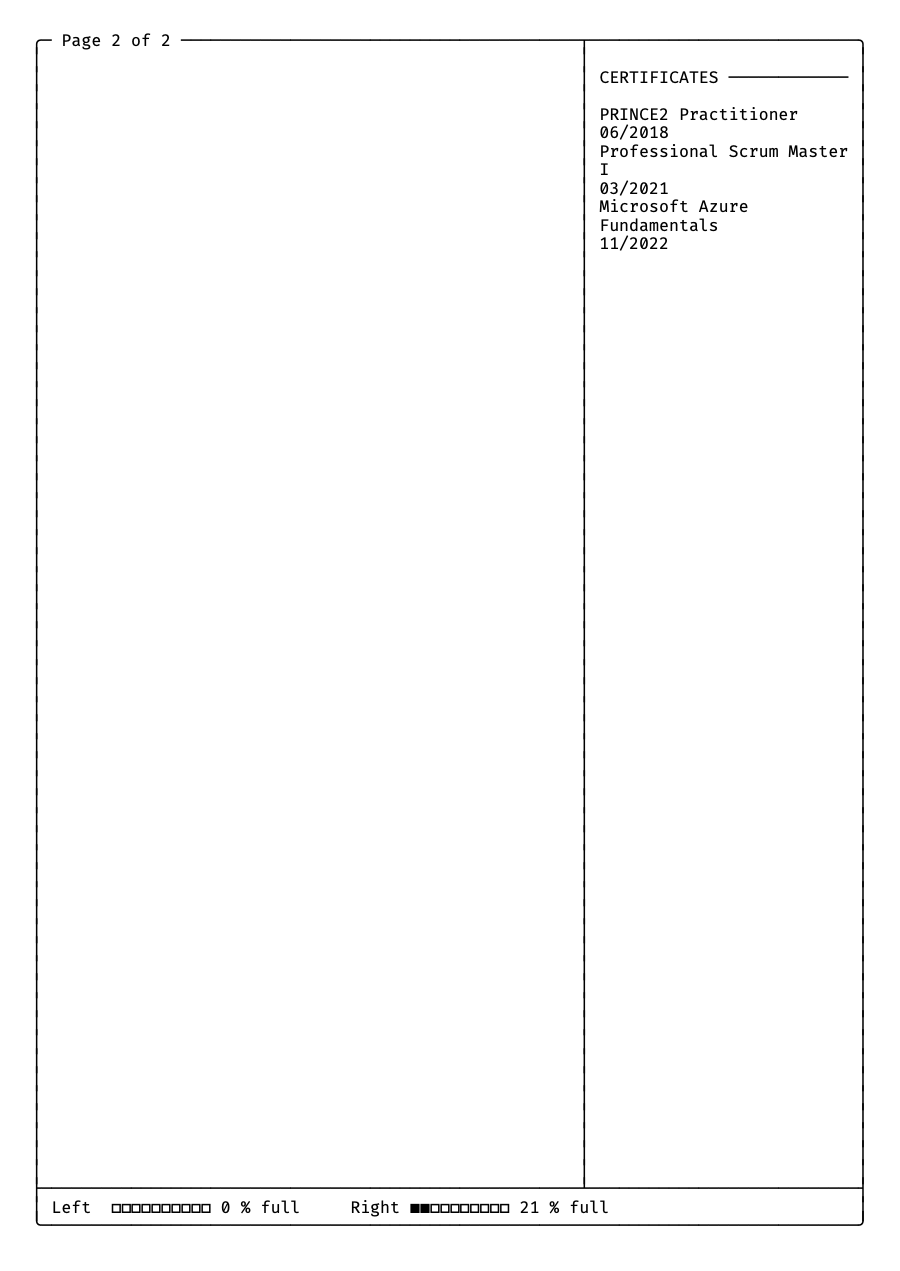 Page 2 of 2
CERTIFICATES
PRINCE2 Practitioner
06/2018
Professional Scrum Master
I
03/2021
Microsoft Azure
Fundamentals
11/2022
Left □□□□□□□□□□ 0 % full Right ■■□□□□□□□□ 21 % full